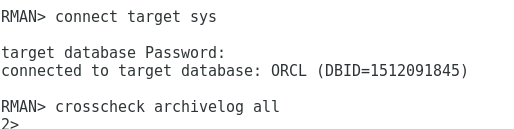 RMAN> connect target sys
target database Password:
connected to target database: ORCL (DBID=1512091845)
RMAN> crosscheck archivelog all
2>